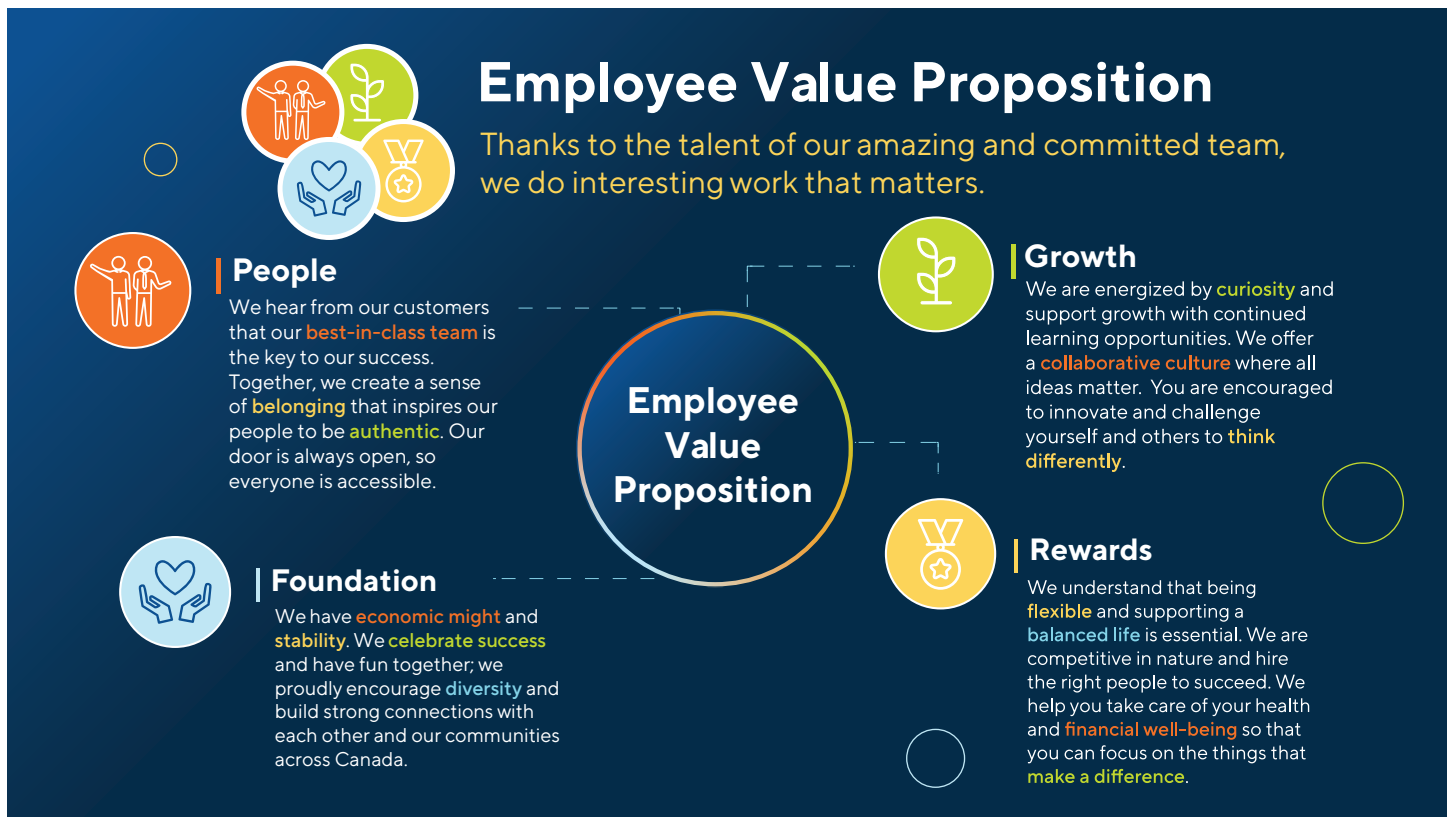 Employee Value Proposition
Thanks to the talent of our amazing and committed team,
we do interesting work that matters.
People
We hear from our customers
that our best-in-class team is
the key to our success.
Together, we create a sense
of belonging that inspires our
people to be authentic. Our
door is always open, so
everyone is accessible.
Growth
We are energized by curiosity and
support growth with continued
learning opportunities. We offer
a collaborative culture where all
ideas matter. You are encouraged
to innovate and challenge
yourself and others to think
differently.
Employee
Value
Proposition
Foundation
We have economic might and
stability. We celebrate success
and have fun together; we
proudly encourage diversity and
build strong connections with
each other and our communities
across Canada.
Rewards
We understand that being
flexible and supporting a
balanced life is essential. We are
competitive in nature and hire
the right people to succeed. We
help you take care of your health
and financial well-being so that
you can focus on the things that
make a difference.